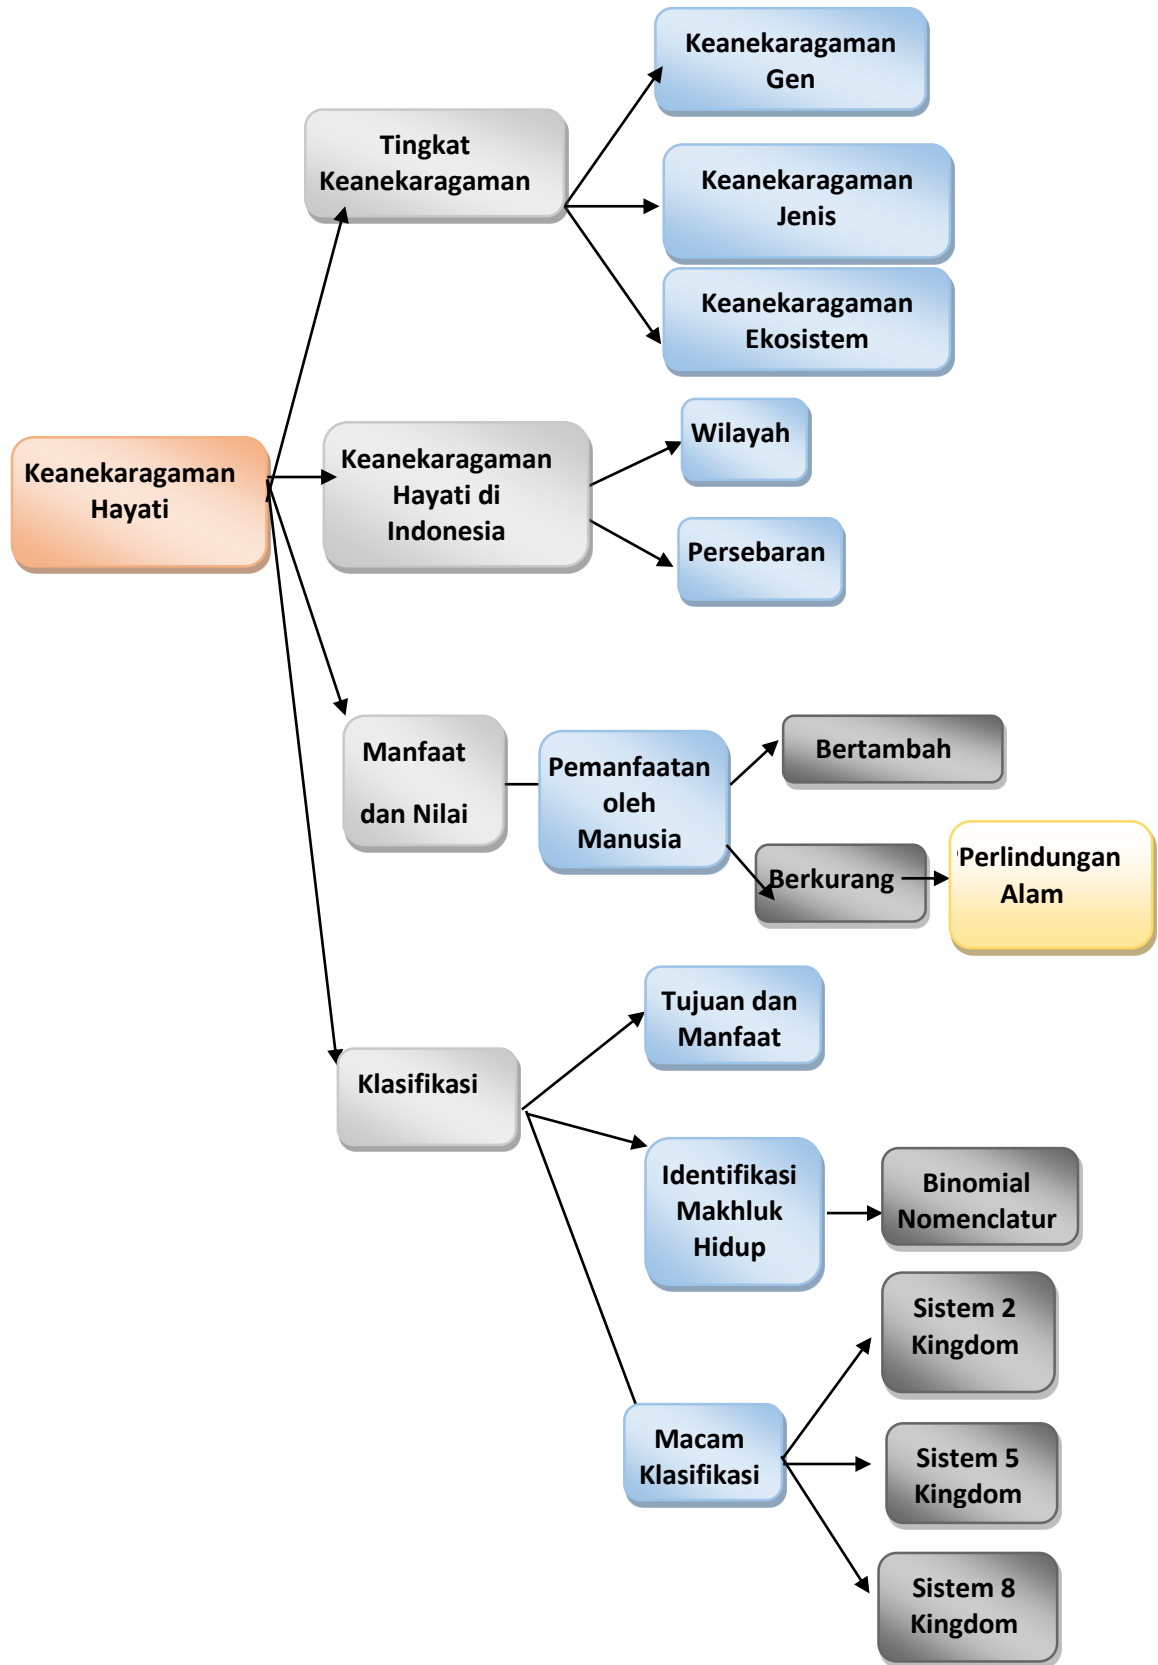 Keanekaragaman
Hayati
Tingkat
Keanekaragaman
Keanekaragaman
Gen
Keanekaragaman
Jenis
Keanekaragaman
Ekosistem
Keanekaragaman
Hayati di
Indonesia
Wilayah
Persebaran
Manfaat
dan Nilai
Pemanfaatan
oleh
Manusia
Bertambah
Berkurang
Perlindungan
Alam
Klasifikasi
Tujuan dan
Manfaat
Identifikasi
Makhluk
Hidup
Binomial
Nomenclatur
Macam
Klasifikasi
Sistem 2
Kingdom
Sistem 5
Kingdom
Sistem 8
Kingdom